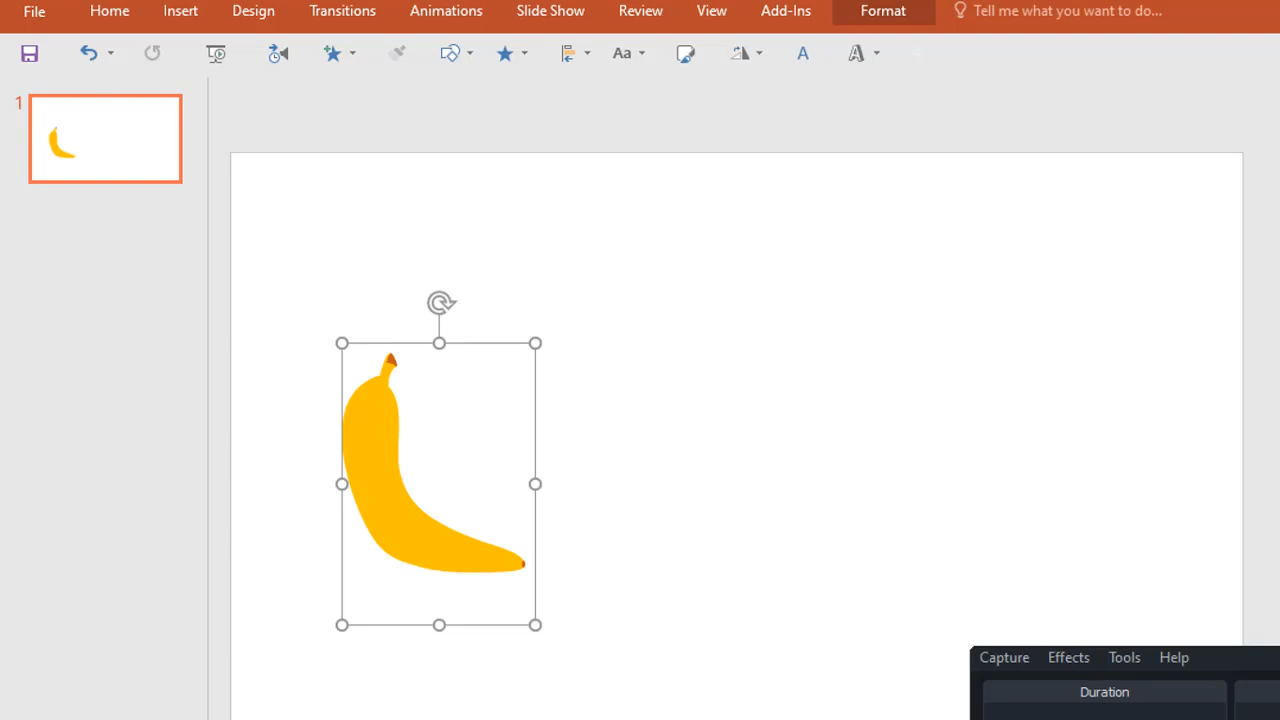 File Home Insert Design Transitions Animations Slide Show Review View Add-Ins Format Tell me what you want to do...
Aa A A
1
Capture Effects Tools Help
Duration